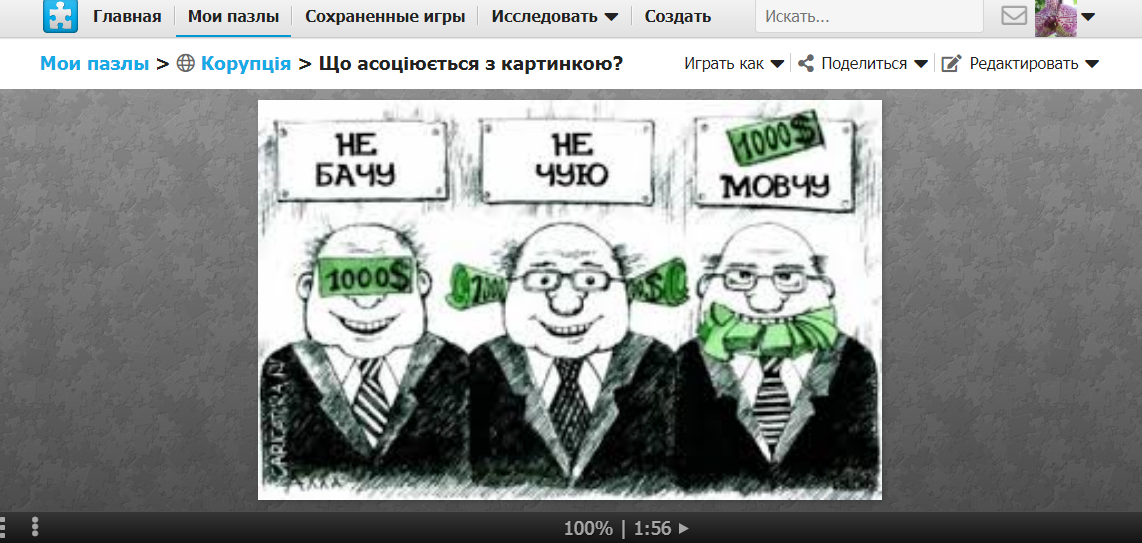 Главная Мои пазлы Сохраненные игры Исследовать Создать Искать...
Мои пазлы > Корупція > Що асоціюється з картинкою? Играть как Поделиться Редактировать
НЕ НЕ 1000$
БАЧУ ЧУЮ МОВЧУ
1000$
100% | 1:56